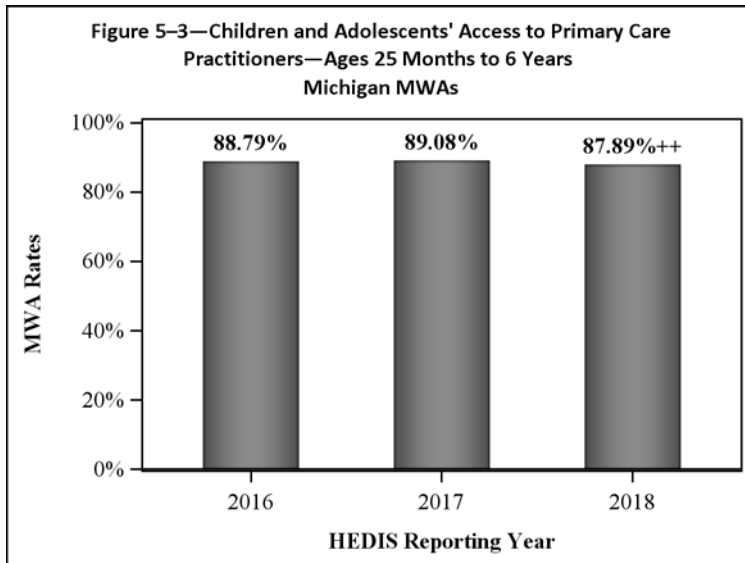 Figure 5–3—Children and Adolescents' Access to Primary Care
Practitioners—Ages 25 Months to 6 Years
Michigan MWAs
100%
80%
60%
40%
20%
0%
MWA Rates
88.79%
89.08%
87.89%++
2016
2017
2018
HEDIS Reporting Year